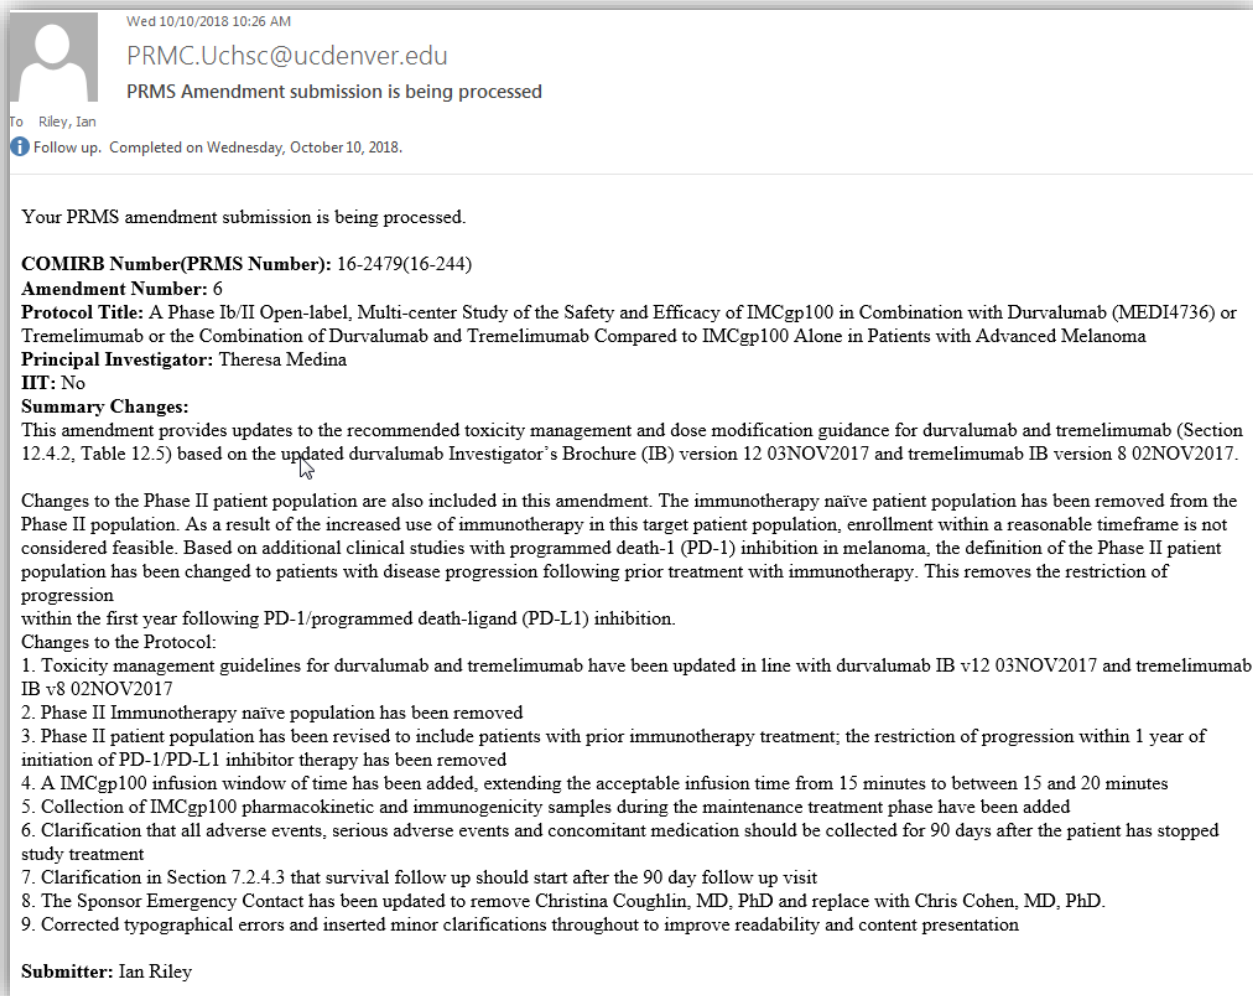 Wed 10/10/2018 10:26 AM
PRMC.Uchsc@ucdenver.edu
PRMS Amendment submission is being processed
To Riley, Ian
Follow up. Completed on Wednesday, October 10, 2018.
Your PRMS amendment submission is being processed.
COMIRB Number(PRMS Number): 16-2479(16-244)
Amendment Number: 6
Protocol Title: A Phase Ib/II Open-label, Multi-center Study of the Safety and Efficacy of IMCgp100 in Combination with Durvalumab (MEDI4736) or
Tremelimumab or the Combination of Durvalumab and Tremelimumab Compared to IMCgp100 Alone in Patients with Advanced Melanoma
Principal Investigator: Theresa Medina
IIT: No
Summary Changes:
This amendment provides updates to the recommended toxicity management and dose modification guidance for durvalumab and tremelimumab (Section
12.4.2, Table 12.5) based on the updated durvalumab Investigator's Brochure (IB) version 12 03NOV2017 and tremelimumab IB version 8 02NOV2017.
Changes to the Phase II patient population are also included in this amendment. The immunotherapy naïve patient population has been removed from the
Phase II population. As a result of the increased use of immunotherapy in this target patient population, enrollment within a reasonable timeframe is not
considered feasible. Based on additional clinical studies with programmed death-1 (PD-1) inhibition in melanoma, the definition of the Phase II patient
population has been changed to patients with disease progression following prior treatment with immunotherapy. This removes the restriction of
progression
within the first year following PD-1/programmed death-ligand (PD-L1) inhibition.
Changes to the Protocol:
1. Toxicity management guidelines for durvalumab and tremelimumab have been updated in line with durvalumab IB v12 03NOV2017 and tremelimumab
IB v8 02NOV2017
2. Phase II Immunotherapy naïve population has been removed
3. Phase II patient population has been revised to include patients with prior immunotherapy treatment; the restriction of progression within 1 year of
initiation of PD-1/PD-L1 inhibitor therapy has been removed
4. A IMCgp100 infusion window of time has been added, extending the acceptable infusion time from 15 minutes to between 15 and 20 minutes
5. Collection of IMCgp100 pharmacokinetic and immunogenicity samples during the maintenance treatment phase have been added
6. Clarification that all adverse events, serious adverse events and concomitant medication should be collected for 90 days after the patient has stopped
study treatment
7. Clarification in Section 7.2.4.3 that survival follow up should start after the 90 day follow up visit
8. The Sponsor Emergency Contact has been updated to remove Christina Coughlin, MD, PhD and replace with Chris Cohen, MD, PhD.
9. Corrected typographical errors and inserted minor clarifications throughout to improve readability and content presentation
Submitter: Ian Riley